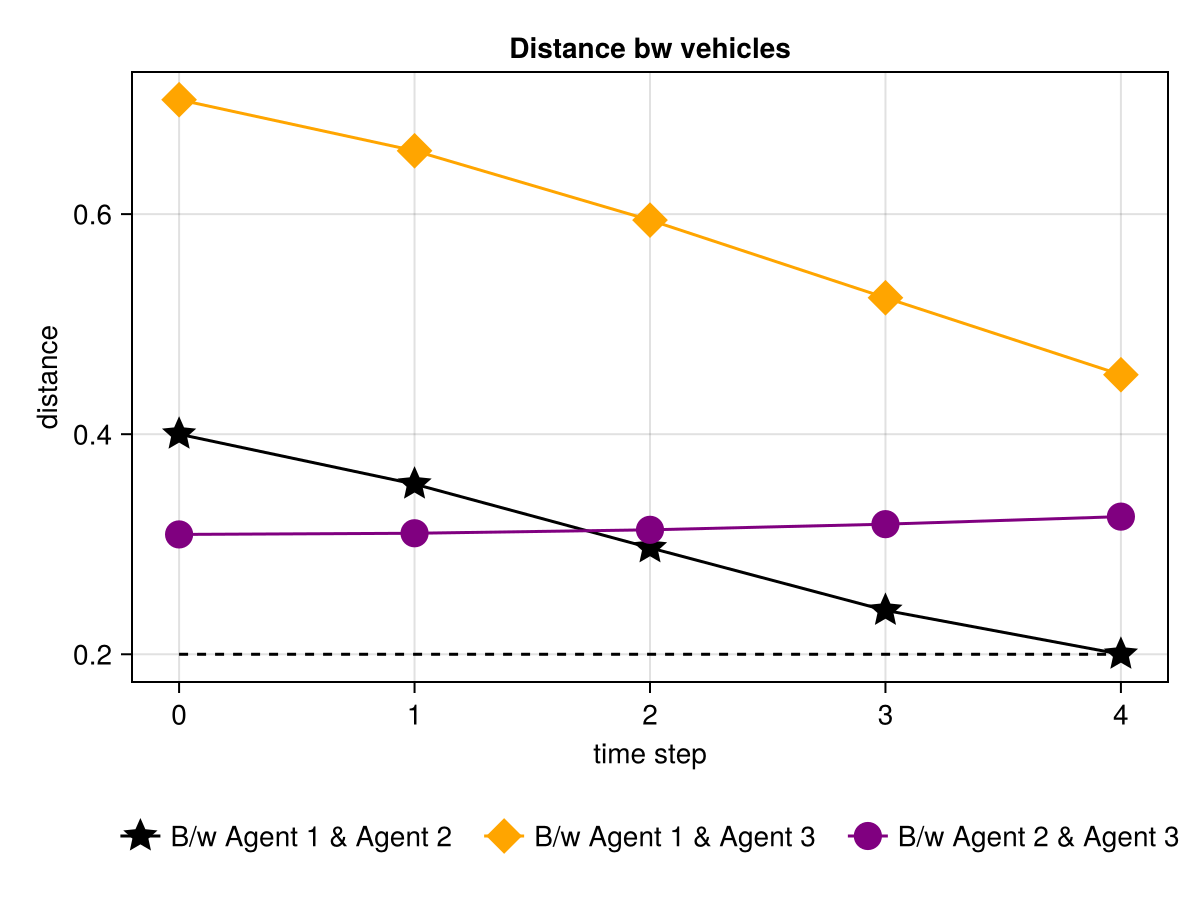 Distance bw vehicles
distance
0.6
0.4
0.2
0 1 2 3 4
time step
B/w Agent 1 & Agent 2 B/w Agent 1 & Agent 3 B/w Agent 2 & Agent 3